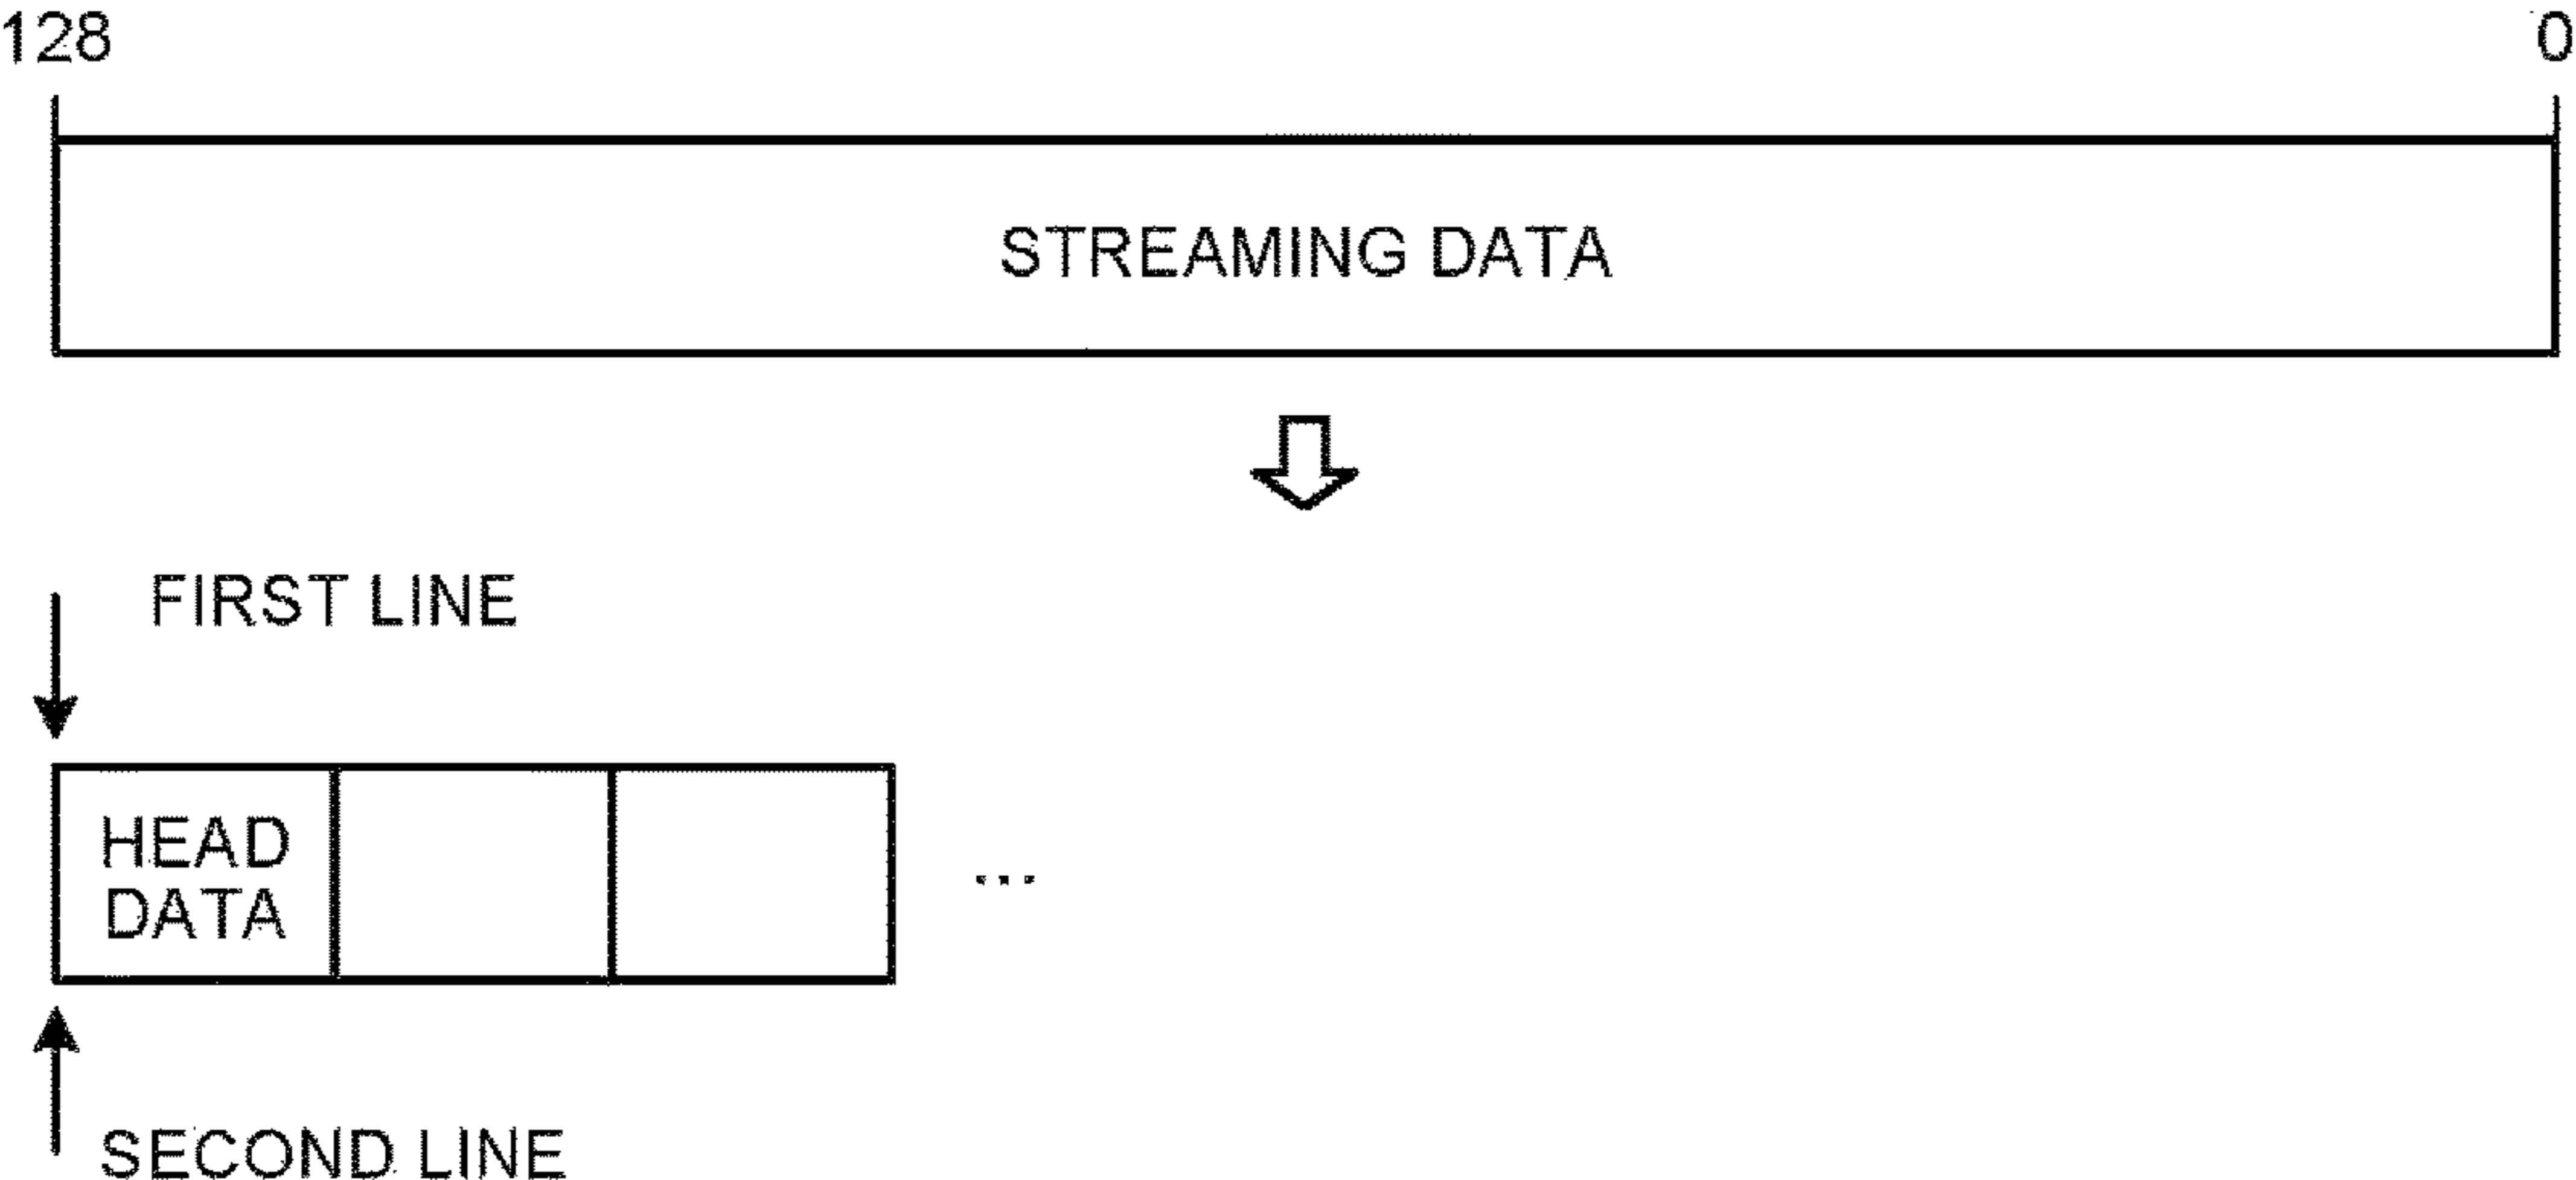 128 0
STREAMING DATA
FIRST LINE
HEAD
DATA
...
SECOND LINE